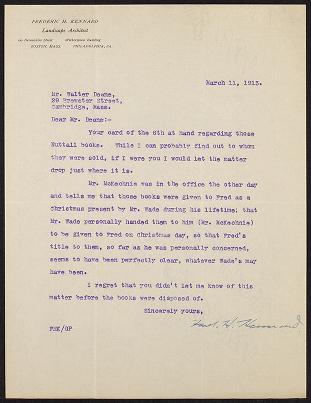 FREDERIC H. KENNARD
Landscape Architect
BOSTON, MASS. PHILADELPHIA, PA.
March 11, 1913.
Mr. Walter Deane,
29 Brewster Street,
Cambridge, Mass.
Dear Mr. Deane:-
Your card of the 6th at hand regarding those
Nuttall books. While I can probably find out to whom
they were sold, if I were you I would let the matter
drop just where it is.
Mr. McKechnie was in the office the other day
and tells me that those books were given to Fred as a
Christmas present by Mr. Wade during his lifetime; that
Mr. Wade personally handed them to him (Mr. McKechnie)
to be given to Fred on Christmas day, so that Fred's
title to them, so far as he was personally concerned,
seems to have been perfectly clear, whatever Wade's may
have been.
I regret that you didn't let me know of this
matter before the books were disposed of.
Sincerely yours,
Fred. H. Kennard.
FHK/GP